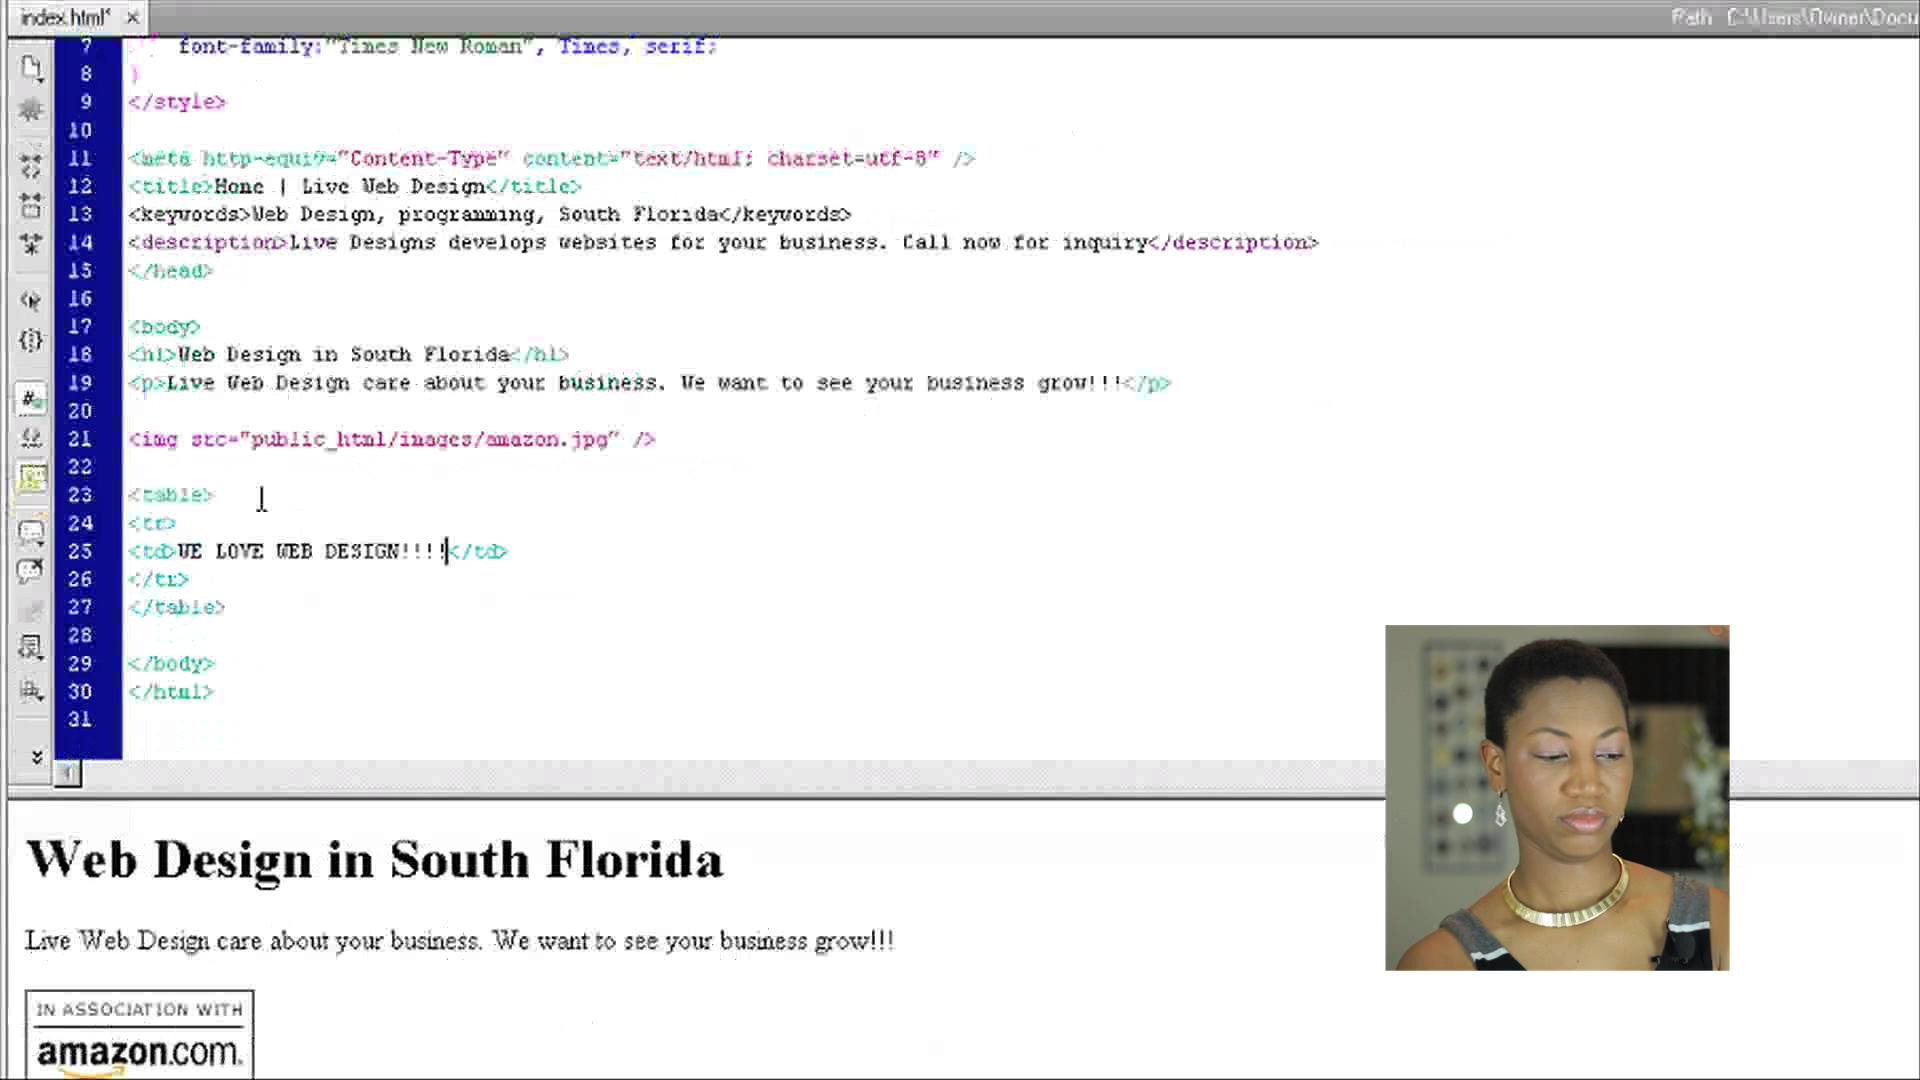 index.html*
Path: C:\Users\Owner\Docu
7 font-family:"Times New Roman", Times, serif;
8 }
9 </style>
10
11 <meta http-equiv="Content-Type" content="text/html; charset=utf-8" />
12 <title>Home | Live Web Design</title>
13 <keywords>Web Design, programming, South Florida</keywords>
14 <description>Live Designs develops websites for your business. Call now for inquiry</description>
15 </head>
16
17 <body>
18 <h1>Web Design in South Florida</h1>
19 <p>Live Web Design care about your business. We want to see your business grow!!!</p>
20
21 <img src="public_html/images/amazon.jpg" />
22
23 <table>
24 <tr>
25 <td>WE LOVE WEB DESIGN!!!!</td>
26 </tr>
27 </table>
28
29 </body>
30 </html>
31
Web Design in South Florida
Live Web Design care about your business. We want to see your business grow!!!
IN ASSOCIATION WITH
amazon.com.